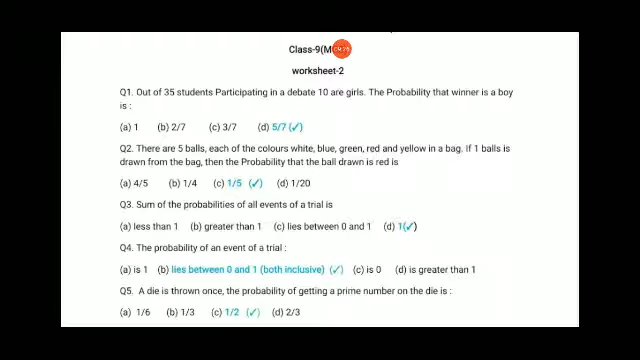 Class-9(M
worksheet-2
Q1. Out of 35 students Participating in a debate 10 are girls. The Probability that winner is a boy
is :
(a) 1 (b) 2/7 (c) 3/7 (d) 5/7 (✓)
Q2. There are 5 balls, each of the colours white, blue, green, red and yellow in a bag. If 1 balls is
drawn from the bag, then the Probability that the ball drawn is red is
(a) 4/5 (b) 1/4 (c) 1/5 (✓) (d) 1/20
Q3. Sum of the probabilities of all events of a trial is
(a) less than 1 (b) greater than 1 (c) lies between 0 and 1 (d) 1(✓)
Q4. The probability of an event of a trial :
(a) is 1 (b) lies between 0 and 1 (both inclusive) (✓) (c) is 0 (d) is greater than 1
Q5. A die is thrown once, the probability of getting a prime number on the die is :
(a) 1/6 (b) 1/3 (c) 1/2 (✓) (d) 2/3